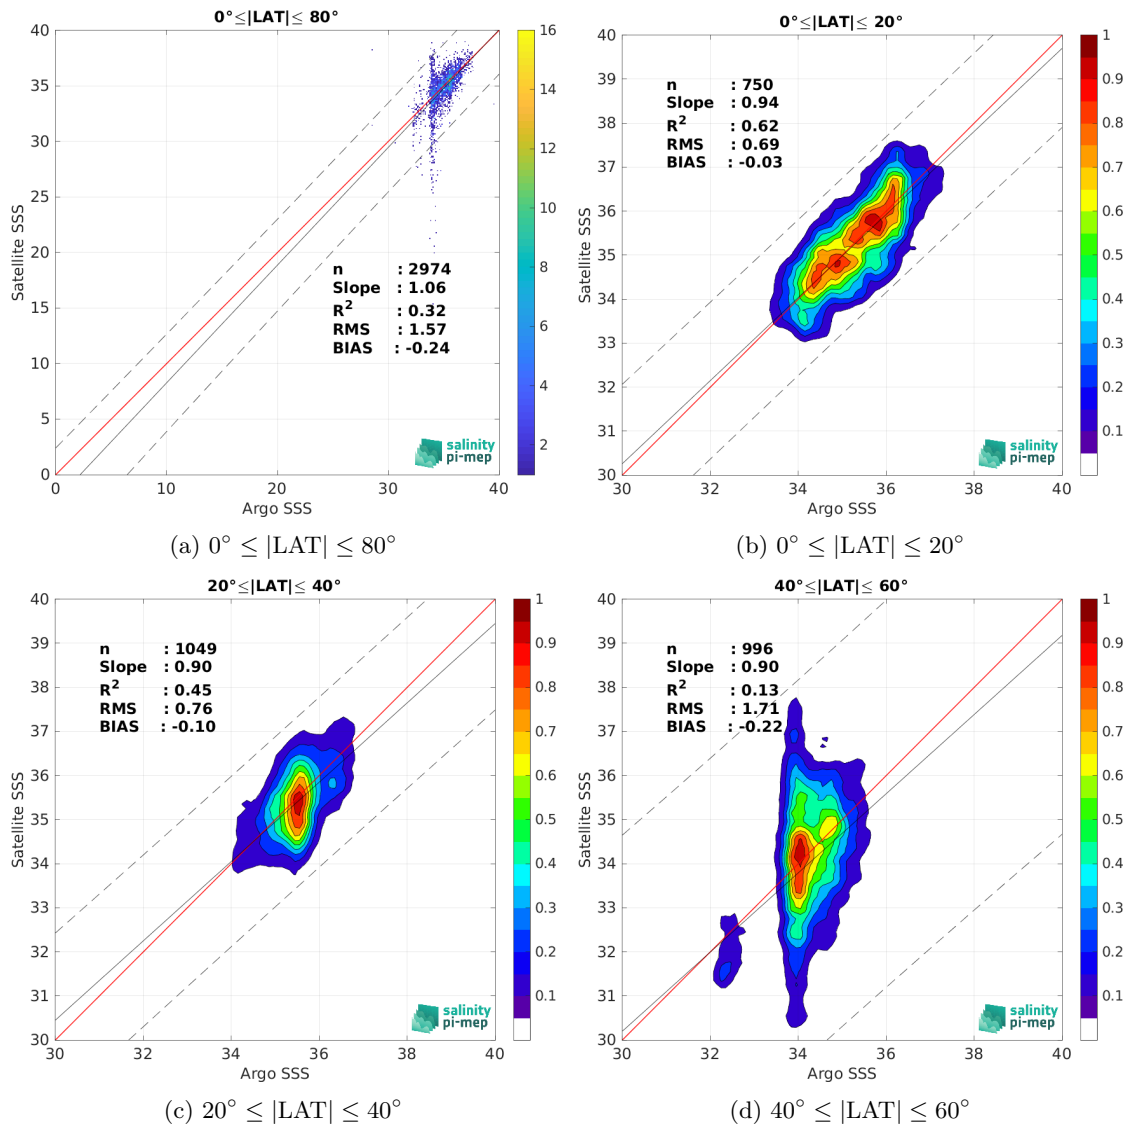 0°≤|LAT|≤ 80°
40
35
30
25
20
15
10
5
0
Satellite SSS
n : 2974
Slope : 1.06
R² : 0.32
RMS : 1.57
BIAS : -0.24
salinity
pi-mep
0 10 20 30 40
Argo SSS
16
14
12
10
8
6
4
2
(a) 0° ≤ |LAT| ≤ 80°
0°≤|LAT|≤ 20°
40
39
38
37
36
35
34
33
32
31
30
Satellite SSS
n : 750
Slope : 0.94
R² : 0.62
RMS : 0.69
BIAS : -0.03
salinity
pi-mep
30 32 34 36 38 40
Argo SSS
1
0.9
0.8
0.7
0.6
0.5
0.4
0.3
0.2
0.1
(b) 0° ≤ |LAT| ≤ 20°
20°≤|LAT|≤ 40°
40
39
38
37
36
35
34
33
32
31
30
Satellite SSS
n : 1049
Slope : 0.90
R² : 0.45
RMS : 0.76
BIAS : -0.10
salinity
pi-mep
30 32 34 36 38 40
Argo SSS
1
0.9
0.8
0.7
0.6
0.5
0.4
0.3
0.2
0.1
(c) 20° ≤ |LAT| ≤ 40°
40°≤|LAT|≤ 60°
40
39
38
37
36
35
34
33
32
31
30
Satellite SSS
n : 996
Slope : 0.90
R² : 0.13
RMS : 1.71
BIAS : -0.22
salinity
pi-mep
30 32 34 36 38 40
Argo SSS
1
0.9
0.8
0.7
0.6
0.5
0.4
0.3
0.2
0.1
(d) 40° ≤ |LAT| ≤ 60°